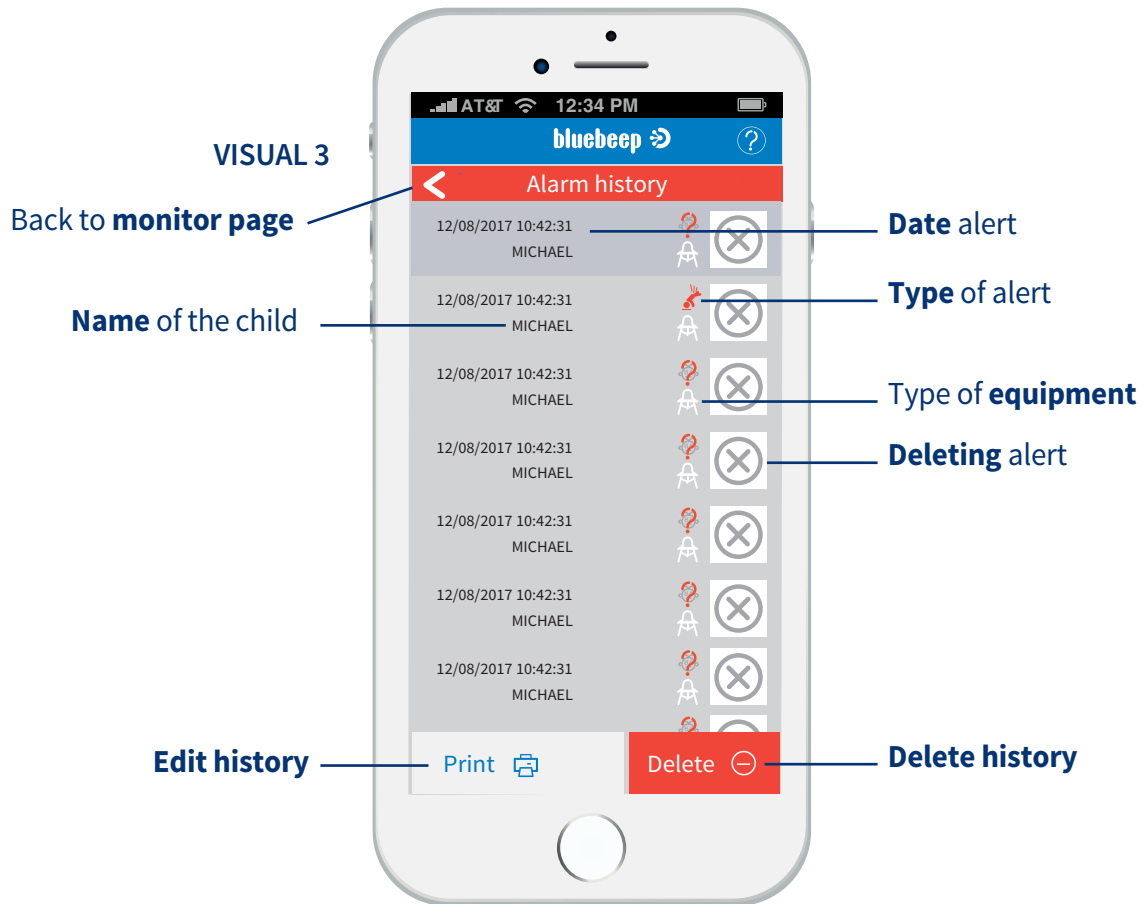 AT&T 12:34 PM
bluebeep
?
VISUAL 3
Alarm history
Back to monitor page
12/08/2017 10:42:31
MICHAEL
Date alert
12/08/2017 10:42:31
MICHAEL
Type of alert
Name of the child
12/08/2017 10:42:31
MICHAEL
Type of equipment
12/08/2017 10:42:31
MICHAEL
Deleting alert
12/08/2017 10:42:31
MICHAEL
12/08/2017 10:42:31
MICHAEL
12/08/2017 10:42:31
MICHAEL
Edit history
Print
Delete
Delete history